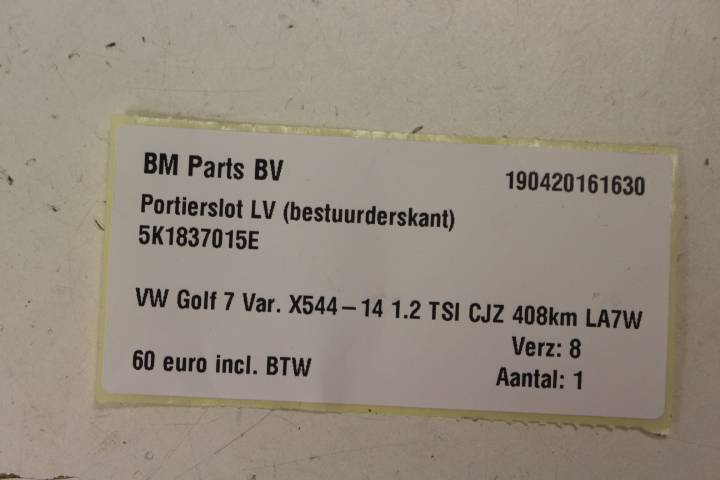 BM Parts BV
190420161630
Portierslot LV (bestuurderskant)
5K1837015E
VW Golf 7 Var. X544-14 1.2 TSI CJZ 408km LA7W
Verz: 8
60 euro incl. BTW
Aantal: 1